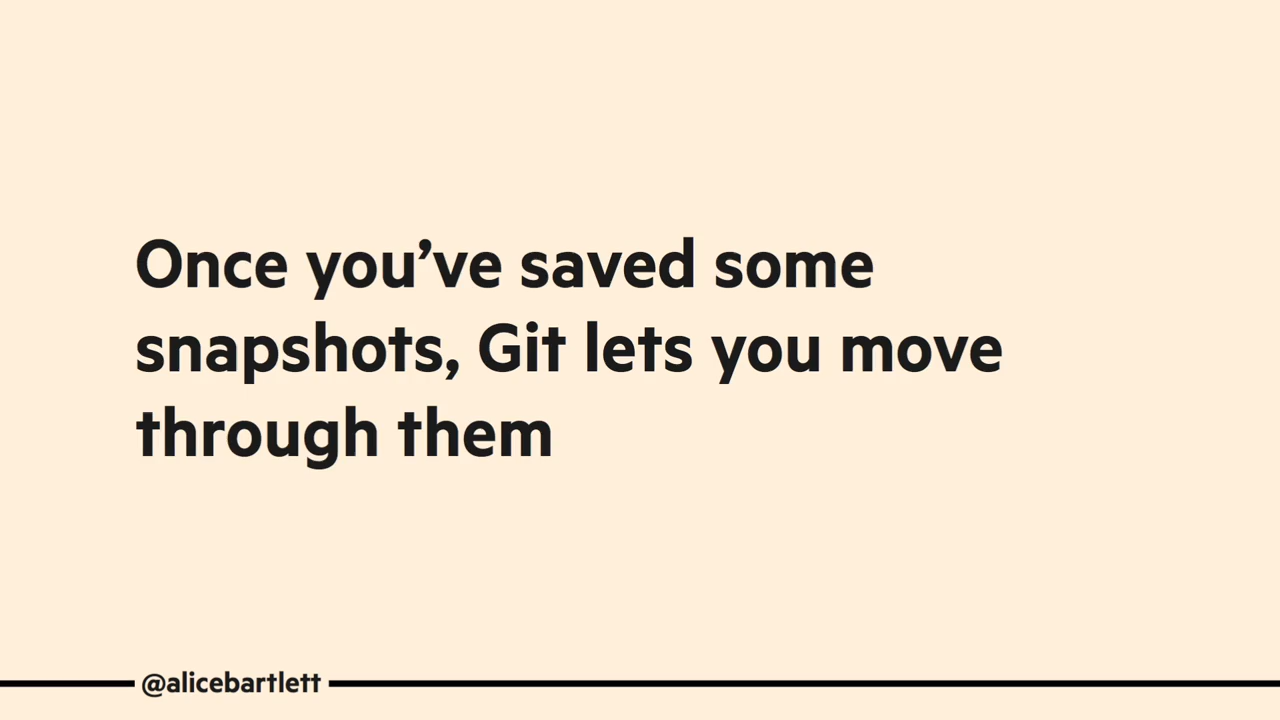 Once you’ve saved some
snapshots, Git lets you move
through them
@alicebartlett